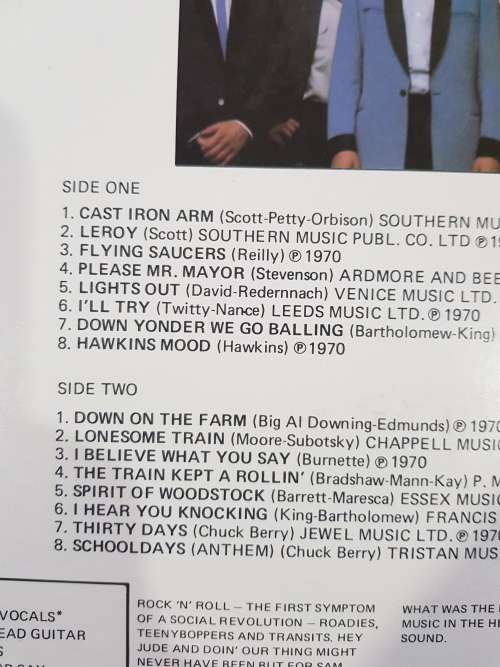 SIDE ONE
1. CAST IRON ARM (Scott-Petty-Orbison) SOUTHERN MU
2. LEROY (Scott) SOUTHERN MUSIC PUBL. CO. LTD ℗ 19
3. FLYING SAUCERS (Reilly) ℗ 1970
4. PLEASE MR. MAYOR (Stevenson) ARDMORE AND BEE
5. LIGHTS OUT (David-Redernnach) VENICE MUSIC LTD.
6. I'LL TRY (Twitty-Nance) LEEDS MUSIC LTD. ℗ 1970
7. DOWN YONDER WE GO BALLING (Bartholomew-King)
8. HAWKINS MOOD (Hawkins) ℗ 1970
SIDE TWO
1. DOWN ON THE FARM (Big Al Downing-Edmunds) ℗ 1970
2. LONESOME TRAIN (Moore-Subotsky) CHAPPELL MUSIC
3. I BELIEVE WHAT YOU SAY (Burnette) ℗ 1970
4. THE TRAIN KEPT A ROLLIN' (Bradshaw-Mann-Kay) P. M
5. SPIRIT OF WOODSTOCK (Barrett-Maresca) ESSEX MUSIC
6. I HEAR YOU KNOCKING (King-Bartholomew) FRANCIS
7. THIRTY DAYS (Chuck Berry) JEWEL MUSIC LTD. ℗ 1970
8. SCHOOLDAYS (ANTHEM) (Chuck Berry) TRISTAN MUS
VOCALS*
EAD GUITAR
S
ROCK 'N' ROLL – THE FIRST SYMPTOM
OF A SOCIAL REVOLUTION – ROADIES,
TEENYBOPPERS AND TRANSITS. HEY
JUDE AND DOIN' OUR THING MIGHT
NEVER HAVE BEEN BUT FOR SAM
WHAT WAS THE
MUSIC IN THE HE
SOUND.